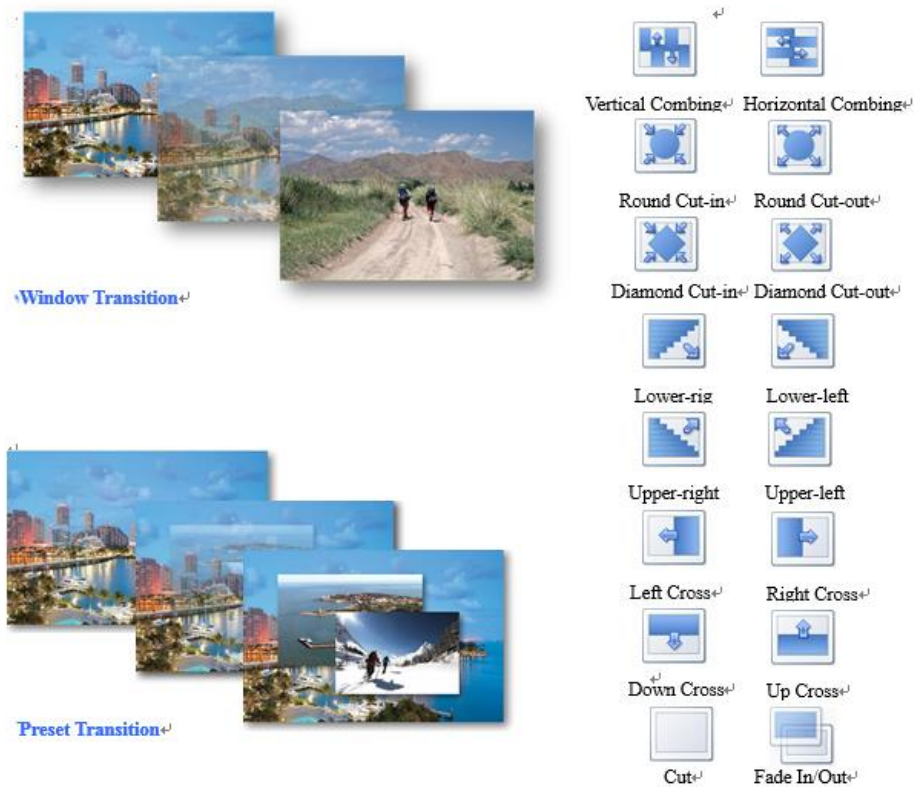 Window Transition
Preset Transition
Vertical Combing Horizontal Combing
Round Cut-in Round Cut-out
Diamond Cut-in Diamond Cut-out
Lower-rig Lower-left
Upper-right Upper-left
Left Cross Right Cross
Down Cross Up Cross
Cut Fade In/Out